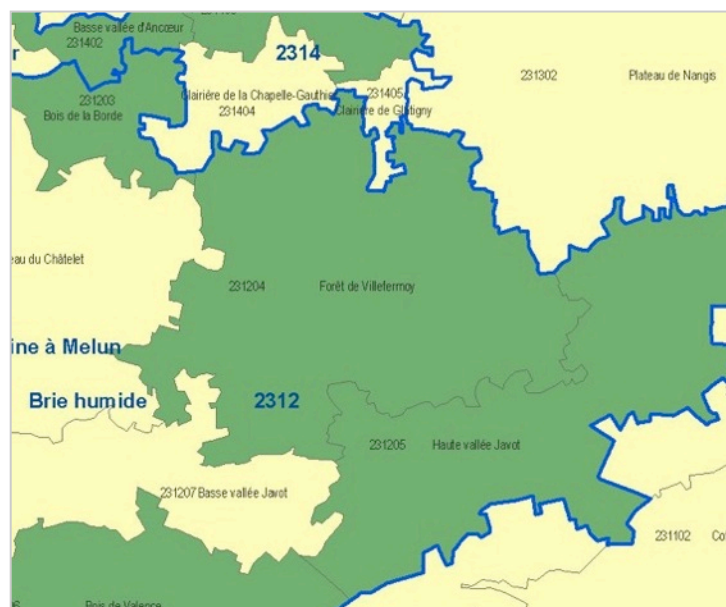 Basse vallée d'Ancœur
231402
2314
231302
Plateau de Nangis
231203
Bois de la Borde
Clairière de la Chapelle-Gauthier
231404
231405
Clairière de Glatigny
eau du Châtelet
231204
Forêt de Villefermoy
ine à Melun
Brie humide
2312
231205
Haute vallée Javot
231207 Basse vallée Javot
231102
Bois de Valence